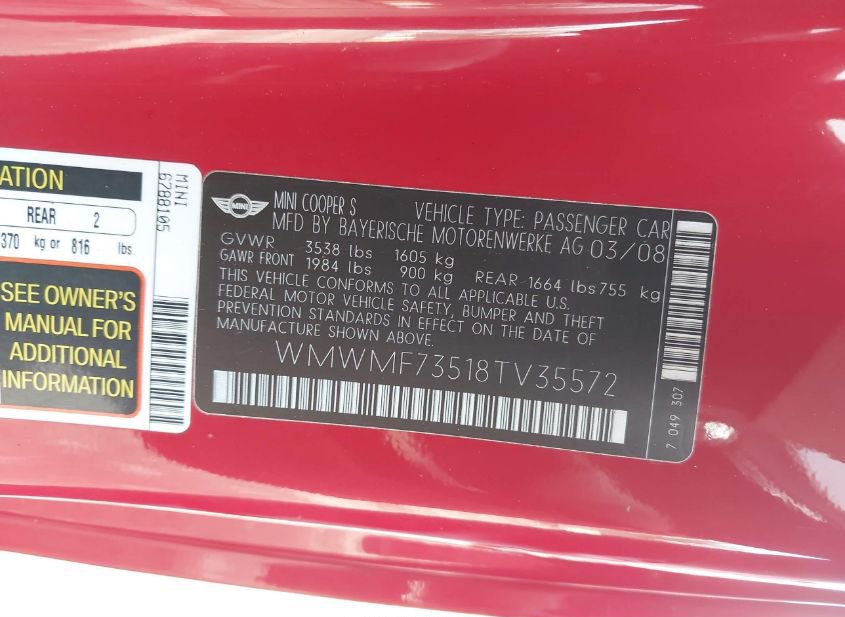 ATION
REAR 2
370 kg or 816 lbs
SEE OWNER'S
MANUAL FOR
ADDITIONAL
INFORMATION
MINI
6788105
MINI
MINI COOPER S VEHICLE TYPE: PASSENGER CAR
MFD BY BAYERISCHE MOTORENWERKE AG 03/08
GVWR 3538 lbs 1605 kg
GAWR FRONT 1984 lbs 900 kg REAR 1664 lbs 755 kg
THIS VEHICLE CONFORMS TO ALL APPLICABLE U.S.
FEDERAL MOTOR VEHICLE SAFETY, BUMPER AND THEFT
PREVENTION STANDARDS IN EFFECT ON THE DATE OF
MANUFACTURE SHOWN ABOVE.
WMWMF73518TV35572
7 049 307